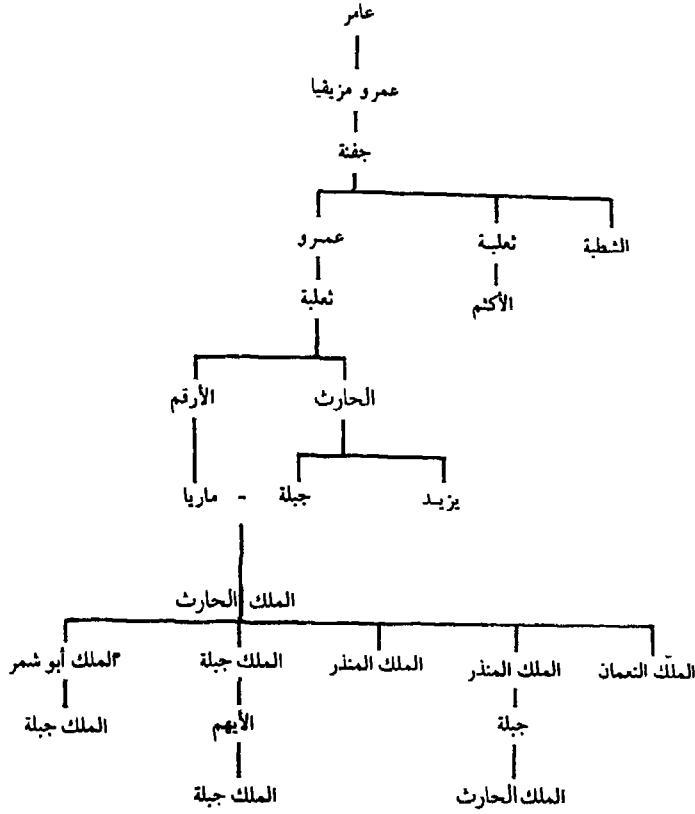 عامر
عمرو مزيقيا
جفنة
الشطبة ثعلبة عمرو
الأكثم ثعلبة
الحارث الأرقم
يزيد جبلة - ماريا
الملك الحارث
الملك النعمان الملك المنذر الملك المنذر الملك جبلة الملك أبو شمر
جبلة الأيهم الملك جبلة
الملك الحارث الملك جبلة